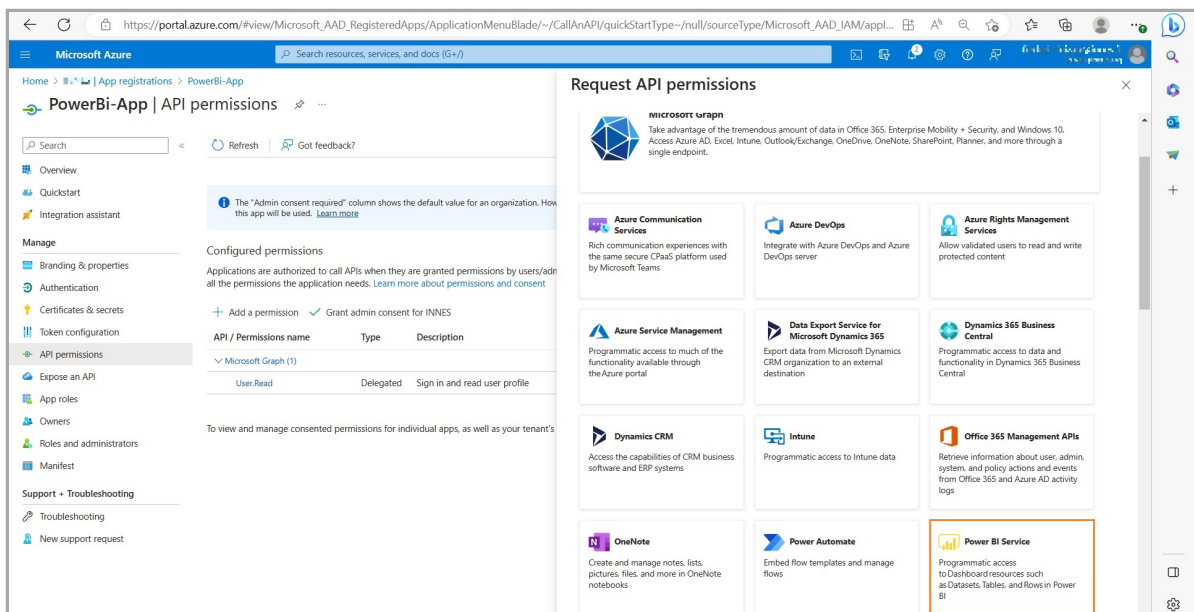 https://portal.azure.com/#view/Microsoft_AAD_RegisteredApps/ApplicationMenuBlade/~/CallAnAPI/quickStartType~/null/sourceType/Microsoft_AAD_IAM/appI...
Microsoft Azure
Search resources, services, and docs (G+/)
2
Home > | App registrations > PowerBi-App
PowerBi-App | API permissions
Search
Overview
Quickstart
Integration assistant
Manage
Branding & properties
Authentication
Certificates & secrets
Token configuration
API permissions
Expose an API
App roles
Owners
Roles and administrators
Manifest
Support + Troubleshooting
Troubleshooting
New support request
Refresh
Got feedback?
The "Admin consent required" column shows the default value for an organization. How
this app will be used. Learn more
Configured permissions
Applications are authorized to call APIs when they are granted permissions by users/adn
all the permissions the application needs. Learn more about permissions and consent
Add a permission
Grant admin consent for INNES
API / Permissions name
Type
Description
Microsoft Graph (1)
User.Read
Delegated
Sign in and read user profile
To view and manage consented permissions for individual apps, as well as your tenant's
Request API permissions
Microsoft Graph
Take advantage of the tremendous amount of data in Office 365, Enterprise Mobility + Security, and Windows 10.
Access Azure AD, Excel, Intune, Outlook/Exchange, OneDrive, OneNote, SharePoint, Planner, and more through a
single endpoint.
Azure Communication
Services
Rich communication experiences with
the same secure CPaaS platform used
by Microsoft Teams
Azure DevOps
Integrate with Azure DevOps and Azure
DevOps server
Azure Rights Management
Services
Allow validated users to read and write
protected content
Azure Service Management
Programmatic access to much of the
functionality available through
the Azure portal
Data Export Service for
Microsoft Dynamics 365
Export data from Microsoft Dynamics
CRM organization to an external
destination
Dynamics 365 Business
Central
Programmatic access to data and
functionality in Dynamics 365 Business
Central
Dynamics CRM
Access the capabilities of CRM business
software and ERP systems
Intune
Programmatic access to Intune data
Office 365 Management APIs
Retrieve information about user, admin,
system, and policy actions and events
from Office 365 and Azure AD activity
logs
OneNote
Create and manage notes, lists,
pictures, files, and more in OneNote
notebooks
Power Automate
Embed flow templates and manage
flows
Power BI Service
Programmatic access
to Dashboard resources such
as Datasets, Tables, and Rows in Power
BI